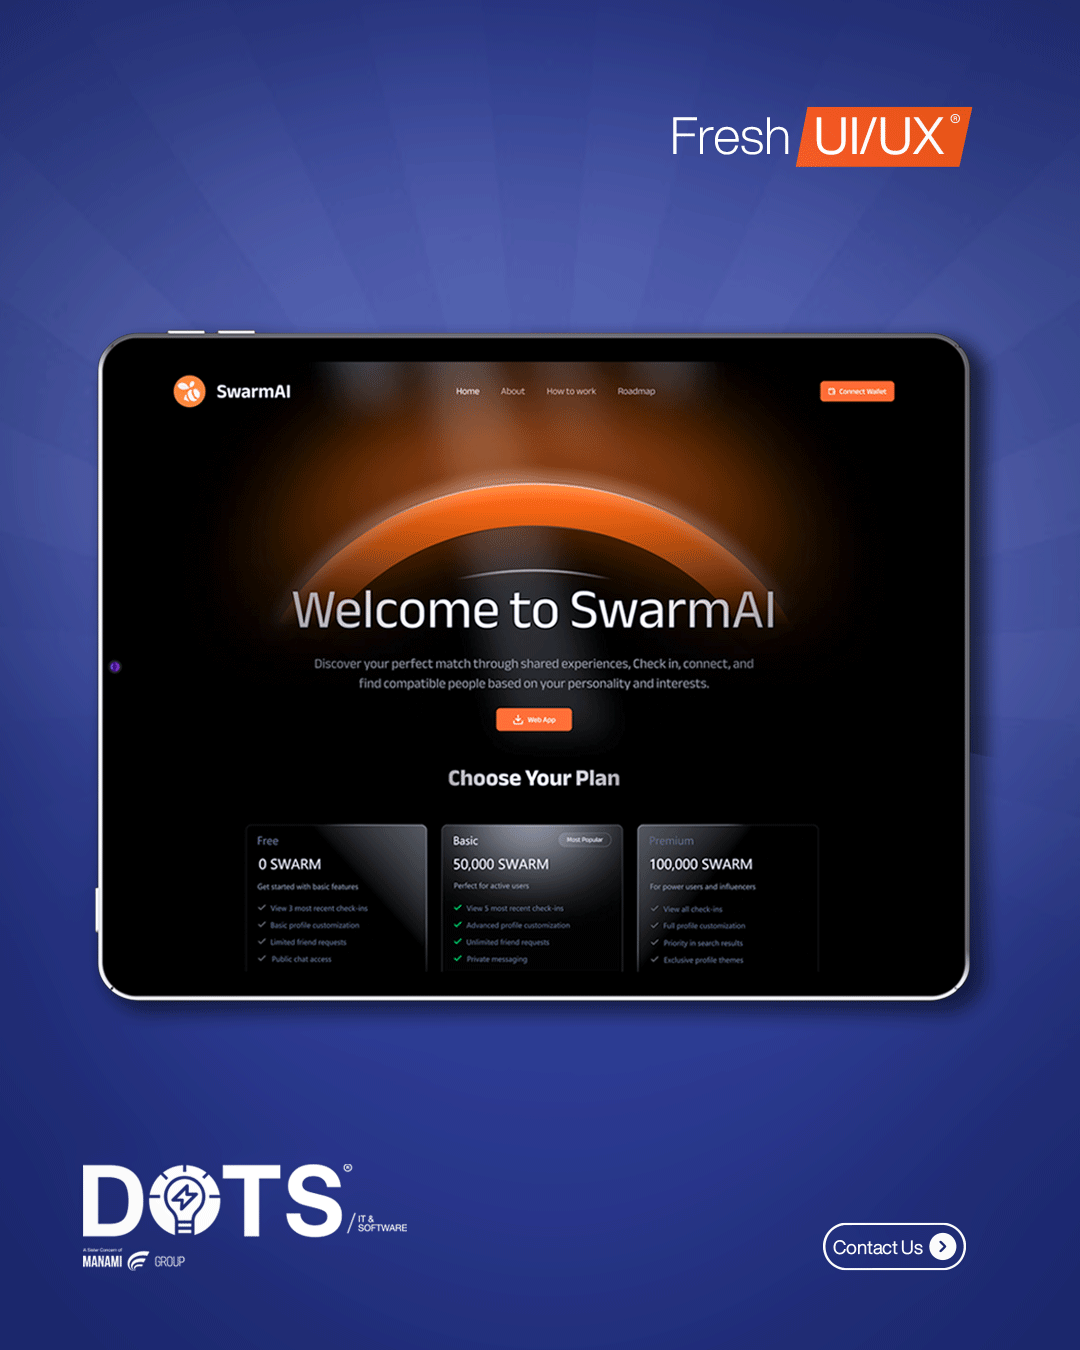 Fresh UI/UX ®
SwarmAI
Home About How to work Roadmap
Connect Wallet
Welcome to SwarmAI
Discover your perfect match through shared experiences, Check in, connect, and
find compatible people based on your personality and interests.
Web App
Choose Your Plan
Free
0 SWARM
Get started with basic features
View 3 most recent check-ins
Basic profile customization
Limited friend requests
Public chat access
Basic
Most Popular
50,000 SWARM
Perfect for active users
View 5 most recent check-ins
Advanced profile customization
Unlimited friend requests
Private messaging
Premium
100,000 SWARM
For power users and influencers
View all check-ins
Full profile customization
Priority in search results
Exclusive profile themes
DOTS ®
/ IT &
SOFTWARE
A Sister Concern of
MANAMI GROUP
Contact Us